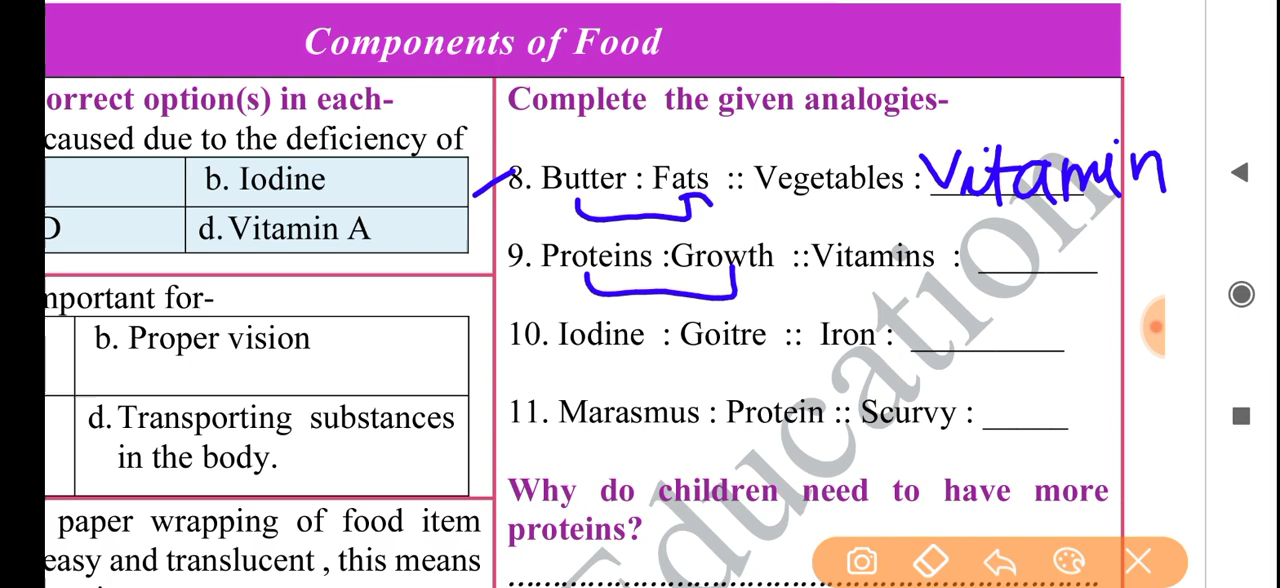 Components of Food
orrect option(s) in each-
caused due to the deficiency of
b. Iodine
D
d. Vitamin A
mportant for-
b. Proper vision
d. Transporting substances
in the body.
paper wrapping of food item
easy and translucent , this means
Complete the given analogies-
8. Butter : Fats :: Vegetables : Vitamin
9. Proteins :Growth ::Vitamins : ______
10. Iodine : Goitre :: Iron : ________
11. Marasmus : Protein :: Scurvy : _____
Why do children need to have more
proteins?
Education